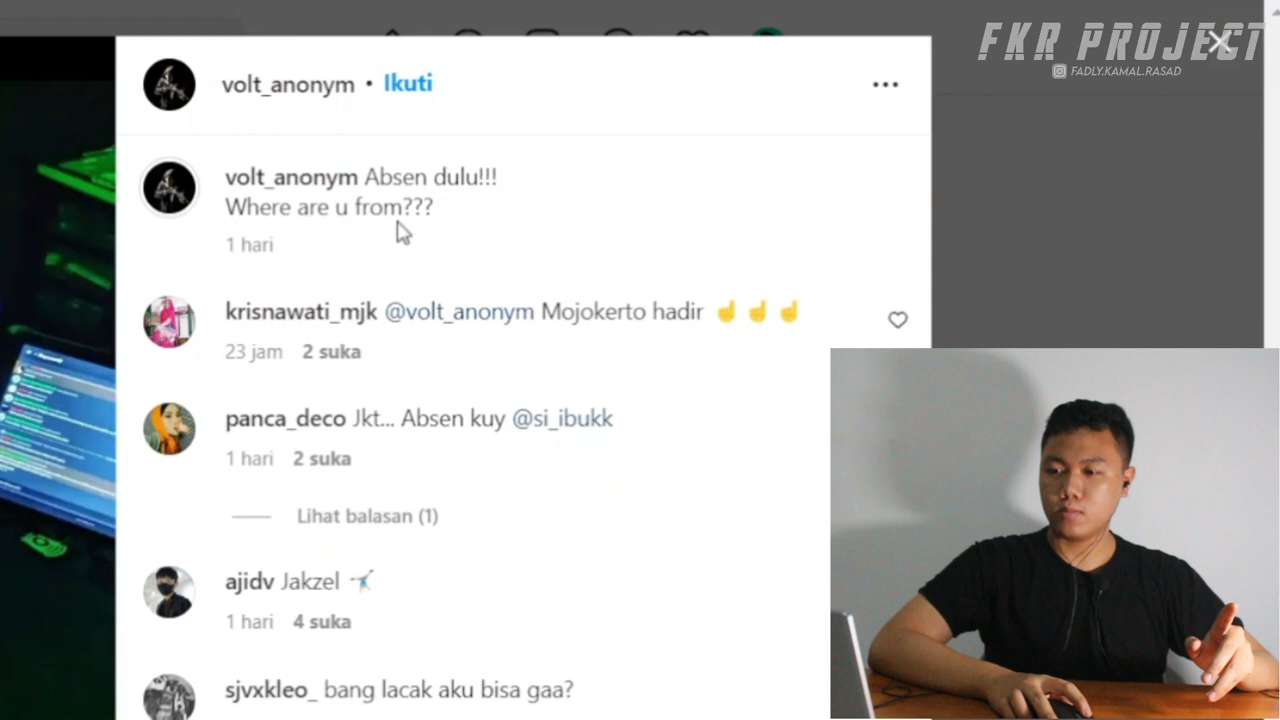 FKR PROJECT
FADLY.KAMAL.RASAD
volt_anonym • Ikuti
volt_anonym Absen dulu!!!
Where are u from???
1 hari
krisnawati_mjk @volt_anonym Mojokerto hadir ☝️ ☝️ ☝️
23 jam 2 suka
panca_deco Jkt... Absen kuy @si_ibukk
1 hari 2 suka
Lihat balasan (1)
ajidv Jakzel
1 hari 4 suka
sjvxkleo_ bang lacak aku bisa gaa?